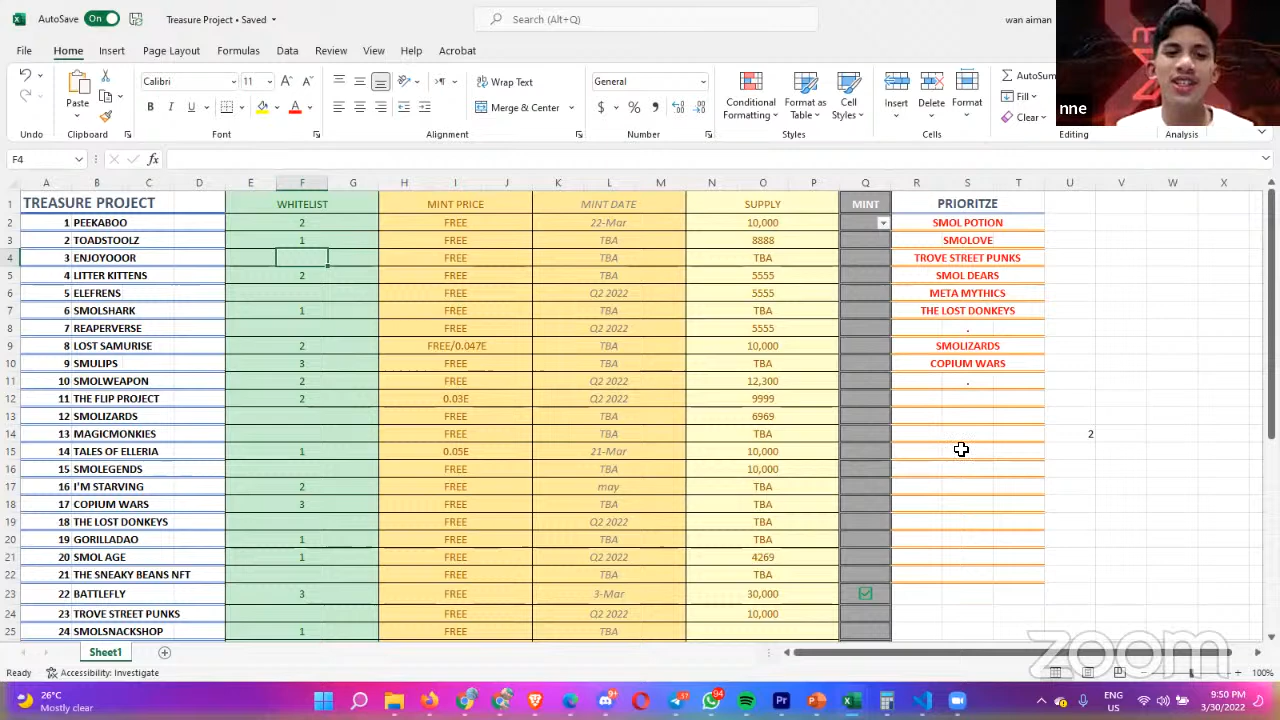 AutoSave On Treasure Project • Saved Search (Alt+Q) wan aiman
File Home Insert Page Layout Formulas Data Review View Help Acrobat
Calibri 11 Wrap Text General AutoSum
Paste Merge & Center Conditional Formatting Format as Table Cell Styles Insert Delete Format Fill Clear
Undo Clipboard Font Alignment Number Styles Cells Editing Analysis
nne
F4 fx
A B C D E F G H I J K L M N O P Q R S T U V W X
1 TREASURE PROJECT WHITELIST MINT PRICE MINT DATE SUPPLY MINT PRIORITZE
2 1 PEEKABOO 2 FREE 22-Mar 10,000 SMOL POTION
3 2 TOADSTOOLZ 1 FREE TBA 8888 SMOLOVE
4 3 ENJOYOOOR FREE TBA TBA TROVE STREET PUNKS
5 4 LITTER KITTENS 2 FREE TBA 5555 SMOL DEARS
6 5 ELEFRENS FREE Q2 2022 5555 META MYTHICS
7 6 SMOLSHARK 1 FREE TBA TBA THE LOST DONKEYS
8 7 REAPERVERSE FREE Q2 2022 5555 .
9 8 LOST SAMURISE 2 FREE/0.047E TBA 10,000 SMOLIZARDS
10 9 SMULIPS 3 FREE TBA TBA COPIUM WARS
11 10 SMOLWEAPON 2 FREE Q2 2022 12,300 .
12 11 THE FLIP PROJECT 2 0.03E Q2 2022 9999
13 12 SMOLIZARDS FREE TBA 6969
14 13 MAGICMONKIES FREE TBA TBA 2
15 14 TALES OF ELLERIA 1 0.05E 21-Mar 10,000
16 15 SMOLEGENDS FREE TBA 10,000
17 16 I'M STARVING 2 FREE may TBA
18 17 COPIUM WARS 3 FREE TBA TBA
19 18 THE LOST DONKEYS FREE Q2 2022 TBA
20 19 GORILLADAO 1 FREE TBA TBA
21 20 SMOL AGE 1 FREE Q2 2022 4269
22 21 THE SNEAKY BEANS NFT FREE TBA TBA
23 22 BATTLEFLY 3 FREE 3-Mar 30,000
24 23 TROVE STREET PUNKS FREE Q2 2022 10,000
25 24 SMOLSNACKSHOP 1 FREE TBA
Sheet1
zoom
Ready Accessibility: Investigate 100%
26°C
Mostly clear
94
ENG
US
9:50 PM
3/30/2022